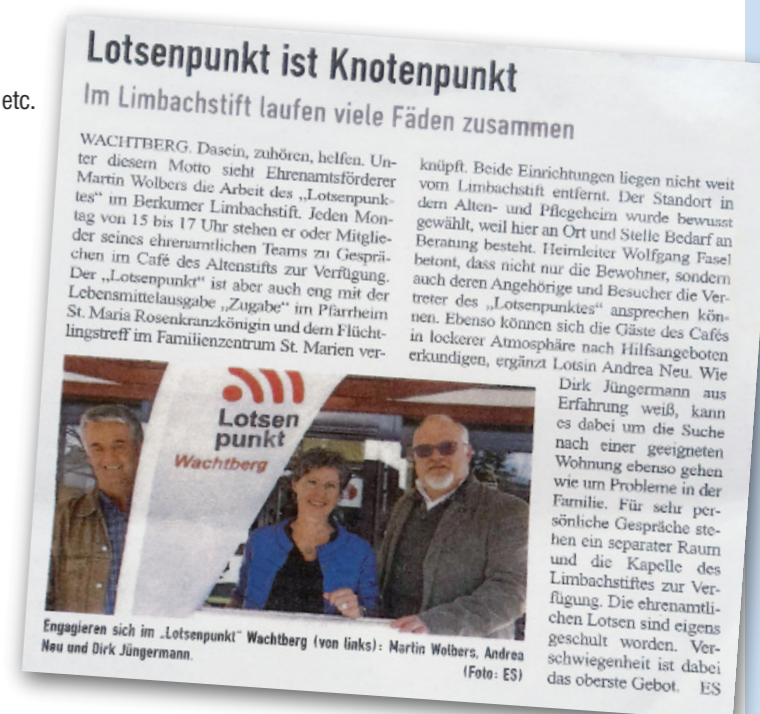 etc.
Lotsenpunkt ist Knotenpunkt
Im Limbachstift laufen viele Fäden zusammen
WACHTBERG. Dasein, zuhören, helfen. Un-
ter diesem Motto sieht Ehrenamtsförderer
Martin Wolbers die Arbeit des „Lotsenpunk-
tes“ im Berkumer Limbachstift. Jeden Mon-
tag von 15 bis 17 Uhr stehen er oder Mitglie-
der seines ehrenamtlichen Teams zu Gesprä-
chen im Café des Altenstifts zur Verfügung.
Der „Lotsenpunkt“ ist aber auch eng mit der
Lebensmittelausgabe „Zugabe“ im Pfarrheim
St. Maria Rosenkranzkönigin und dem Flücht-
lingstreff im Familienzentrum St. Marien ver-
knüpft. Beide Einrichtungen liegen nicht weit
vom Limbachstift entfernt. Der Standort in
dem Alten- und Pflegeheim wurde bewusst
gewählt, weil hier an Ort und Stelle Bedarf an
Beratung besteht. Heimleiter Wolfgang Fasel
betont, dass nicht nur die Bewohner, sondern
auch deren Angehörige und Besucher die Ver-
treter des „Lotsenpunktes“ ansprechen kön-
nen. Ebenso können sich die Gäste des Cafés
in lockerer Atmosphäre nach Hilfsangeboten
erkundigen, ergänzt Lotsin Andrea Neu. Wie
Dirk Jüngermann aus
Erfahrung weiß, kann
es dabei um die Suche
nach einer geeigneten
Wohnung ebenso gehen
wie um Probleme in der
Familie. Für sehr per-
sönliche Gespräche ste-
hen ein separater Raum
und die Kapelle des
Limbachstiftes zur Ver-
fügung. Die ehrenamtli-
chen Lotsen sind eigens
geschult worden. Ver-
schwiegenheit ist dabei
das oberste Gebot. ES
Lotsen
punkt
Wachtberg
Engagieren sich im „Lotsenpunkt“ Wachtberg (von links): Martin Wolbers, Andrea
Neu und Dirk Jüngermann.
(Foto: ES)